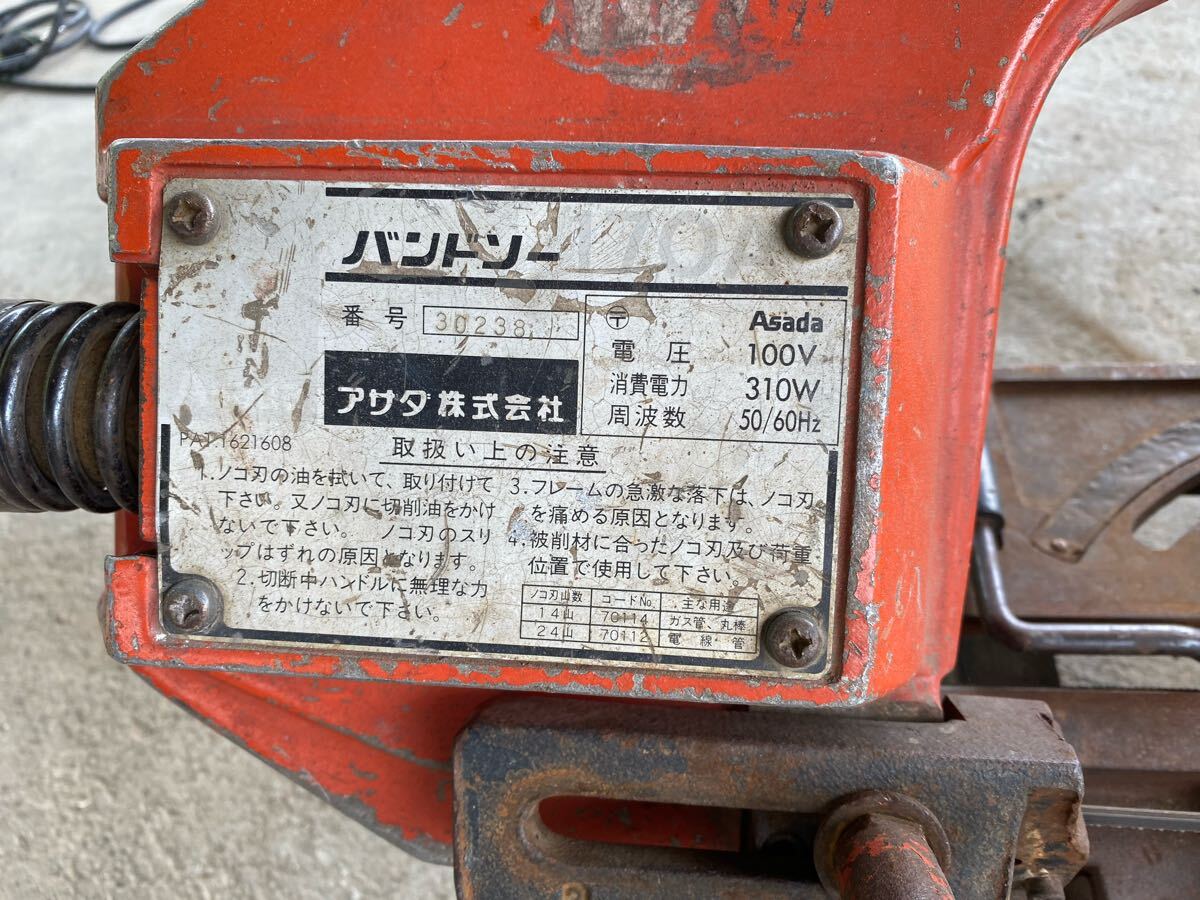 バンドソー
番号 30238
アサダ株式会社
〒 Asada
電圧 100V
消費電力 310W
周波数 50/60Hz
PAT 1621608
取扱い上の注意
1.ノコ刃の油を拭いて、取り付けて
下さい。又ノコ刃に切削油をかけ
ないで下さい。 ノコ刃のスリ
ップはずれの原因となります。
2.切断中ハンドルに無理な力
をかけないで下さい。
3.フレームの急激な落下は、ノコ刃
を痛める原因となります。
4.被削材に合ったノコ刃及び荷重
位置で使用して下さい。
ノコ刃山数 コードNo. 主な用途
14山 70114 ガス管、丸棒
24山 70112 電線管